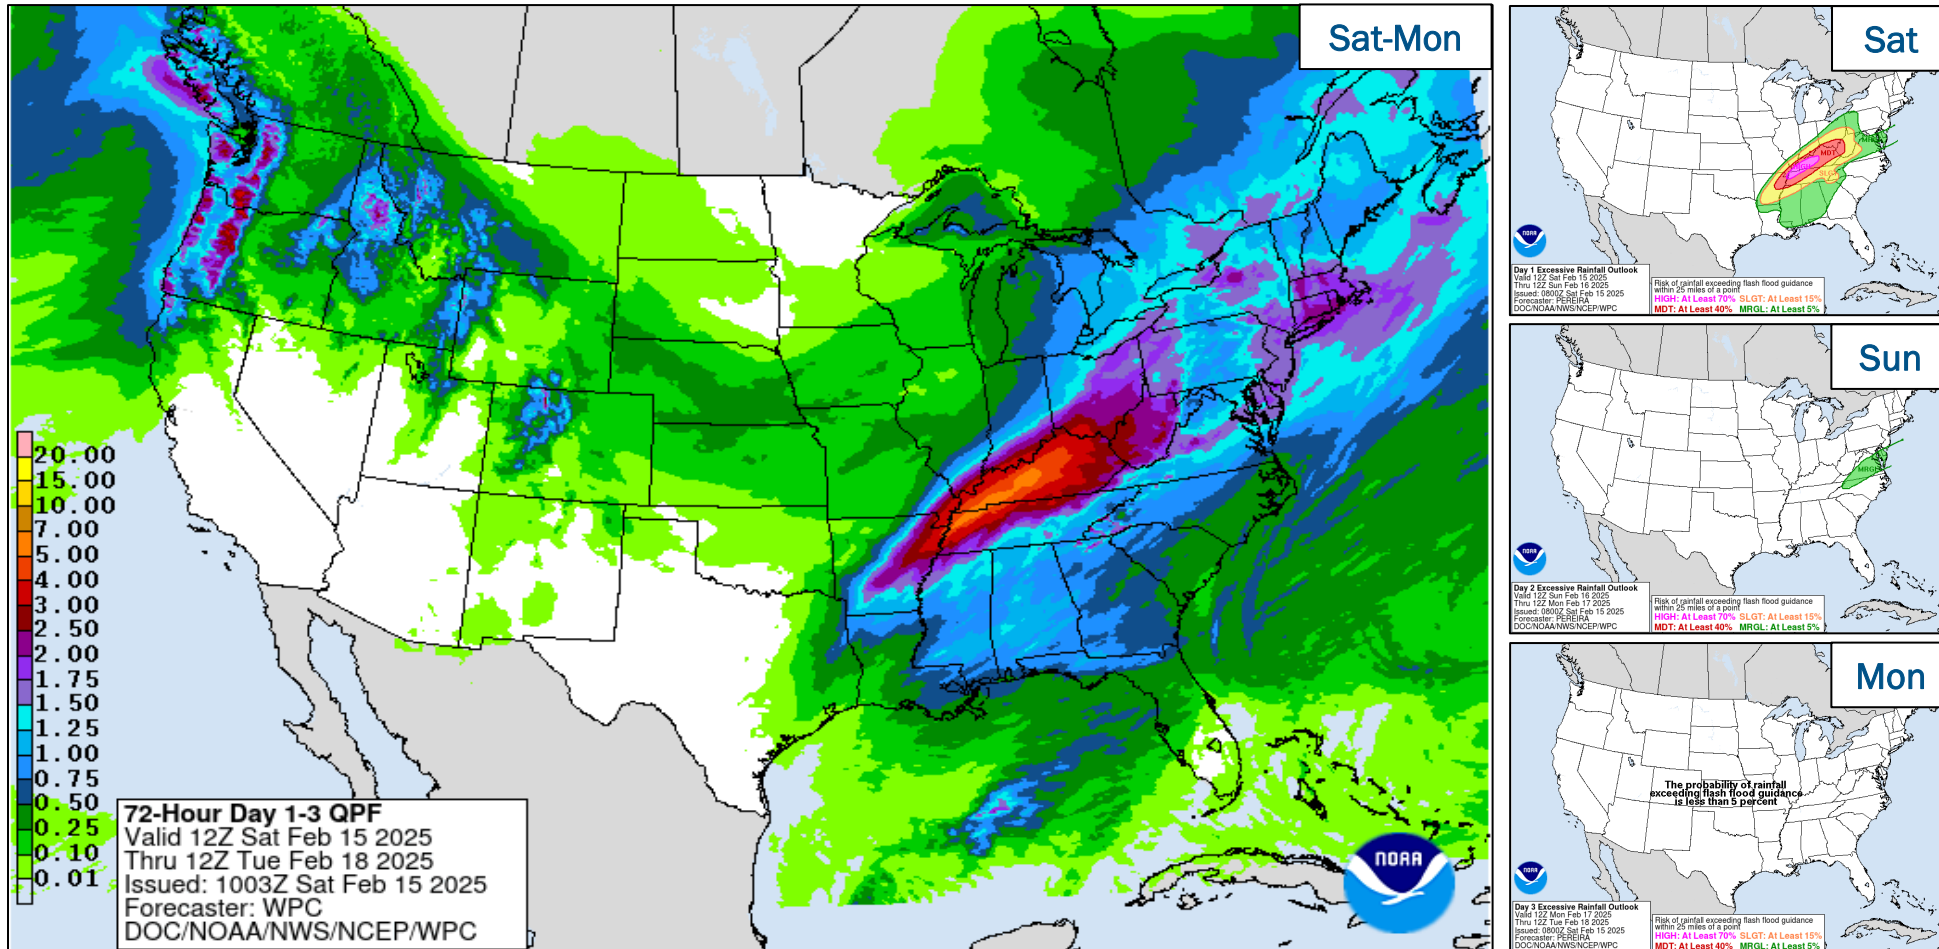 Sat-Mon
20.00
15.00
10.00
7.00
5.00
4.00
3.00
2.50
2.00
1.75
1.50
1.25
1.00
0.75
0.50
0.25
0.10
0.01
72-Hour Day 1-3 QPF
Valid 12Z Sat Feb 15 2025
Thru 12Z Tue Feb 18 2025
Issued: 1003Z Sat Feb 15 2025
Forecaster: WPC
DOC/NOAA/NWS/NCEP/WPC
NOAA
Sat
MDT
SLGT
NOAA
Day 1 Excessive Rainfall Outlook
Valid 12Z Sat Feb 15 2025
Thru 12Z Sun Feb 16 2025
Issued: 0800Z Sat Feb 15 2025
Forecaster: PEREIRA
DOC/NOAA/NWS/NCEP/WPC
Risk of rainfall exceeding flash flood guidance
within 25 miles of a point
HIGH: At Least 70% SLGT: At Least 15%
MDT: At Least 40% MRGL: At Least 5%
Sun
MRGL
NOAA
Day 2 Excessive Rainfall Outlook
Valid 12Z Sun Feb 16 2025
Thru 12Z Mon Feb 17 2025
Issued: 0800Z Sat Feb 15 2025
Forecaster: PEREIRA
DOC/NOAA/NWS/NCEP/WPC
Risk of rainfall exceeding flash flood guidance
within 25 miles of a point
HIGH: At Least 70% SLGT: At Least 15%
MDT: At Least 40% MRGL: At Least 5%
Mon
The probability of rainfall
exceeding flash flood guidance
is less than 5 percent
NOAA
Day 3 Excessive Rainfall Outlook
Valid 12Z Mon Feb 17 2025
Thru 12Z Tue Feb 18 2025
Issued: 0800Z Sat Feb 15 2025
Forecaster: PEREIRA
DOC/NOAA/NWS/NCEP/WPC
Risk of rainfall exceeding flash flood guidance
within 25 miles of a point
HIGH: At Least 70% SLGT: At Least 15%
MDT: At Least 40% MRGL: At Least 5%